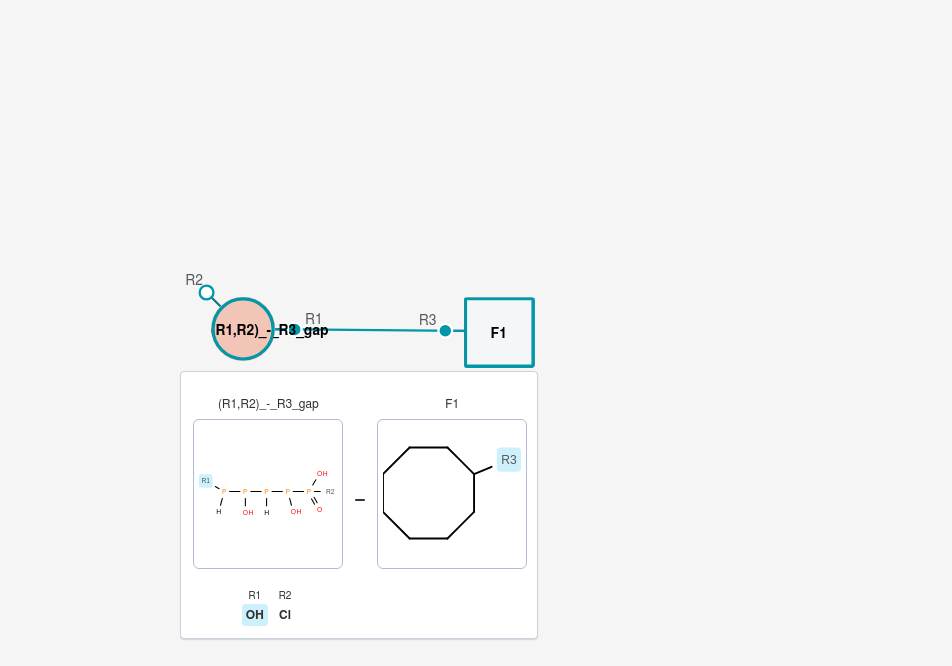 R2
R1
R3
R1,R2)_-_R3_gap
F1
(R1,R2)_-_R3_gap
F1
R1
P
P
P
P
P
R2
OH
H
OH
H
OH
O
R3
R1
R2
OH
Cl